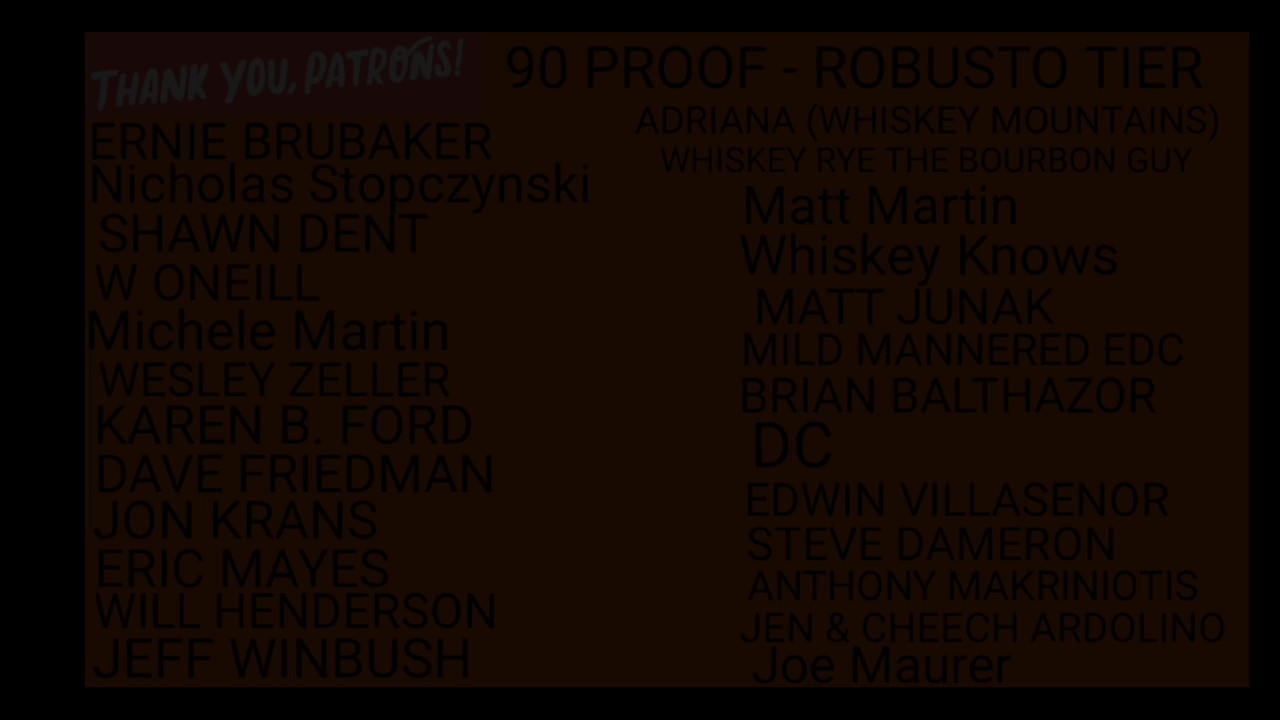 THANK YOU, PATRONS!
ERNIE BRUBAKER
Nicholas Stopczynski
SHAWN DENT
W ONEILL
Michele Martin
WESLEY ZELLER
KAREN B. FORD
DAVE FRIEDMAN
JON KRANS
ERIC MAYES
WILL HENDERSON
JEFF WINBUSH
90 PROOF - ROBUSTO TIER
ADRIANA (WHISKEY MOUNTAINS)
WHISKEY RYE THE BOURBON GUY
Matt Martin
Whiskey Knows
MATT JUNAK
MILD MANNERED EDC
BRIAN BALTHAZOR
DC
EDWIN VILLASENOR
STEVE DAMERON
ANTHONY MAKRINIOTIS
JEN & CHEECH ARDOLINO
Joe Maurer